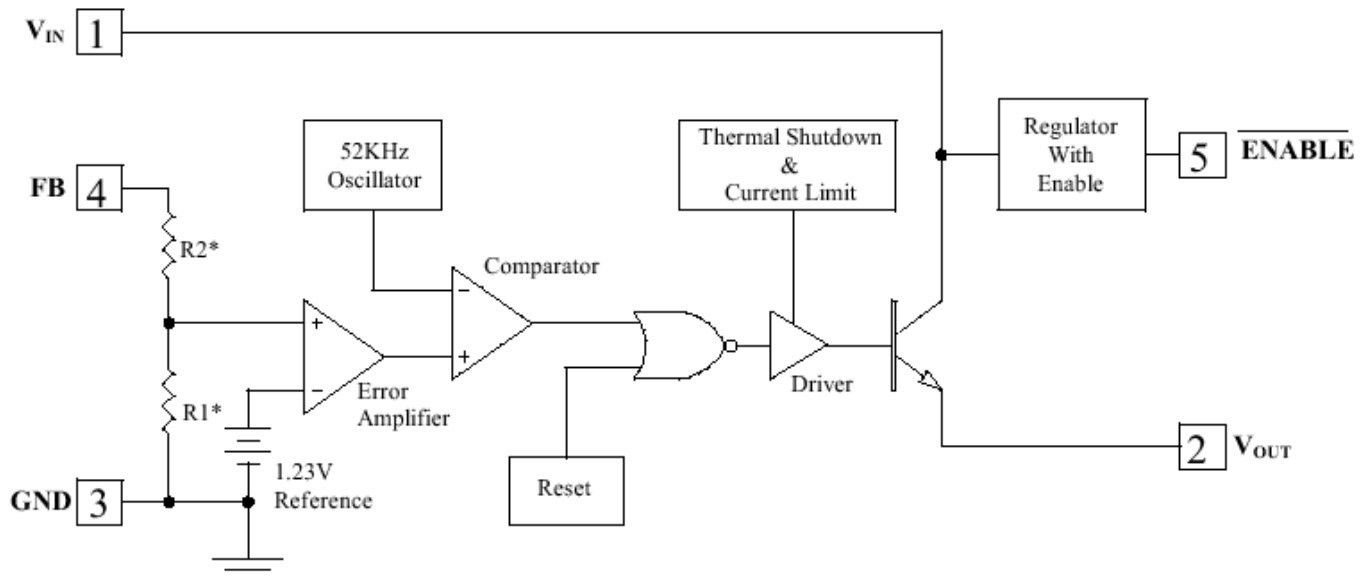 VIN 1
52KHz
Oscillator
Thermal Shutdown
&
Current Limit
Regulator
With
Enable
5 ENABLE
FB 4
R2*
Comparator
+
−
−
+
Error
Amplifier
Driver
R1*
1.23V
Reference
Reset
2 VOUT
GND 3